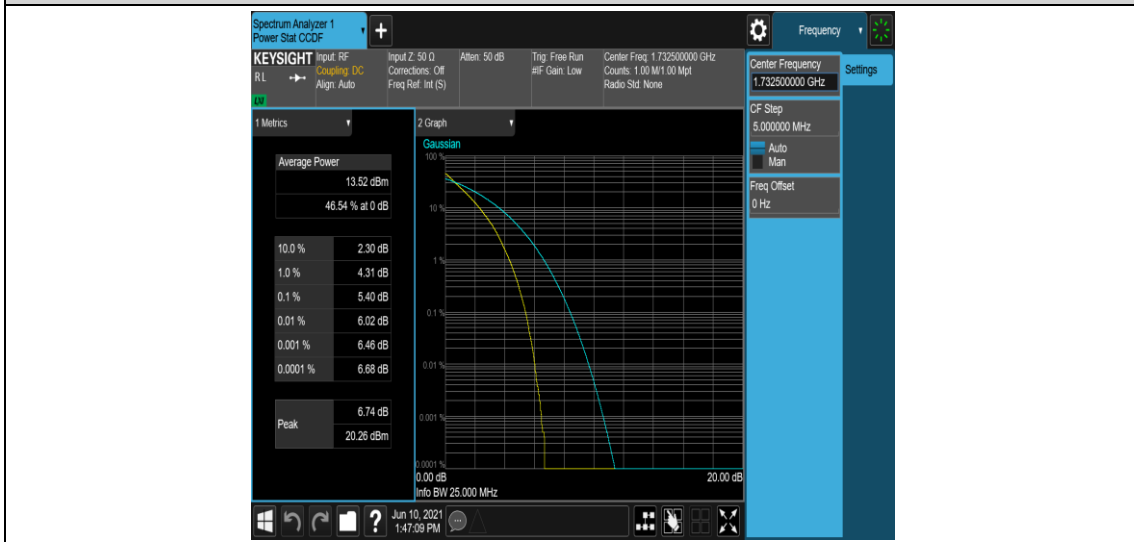 Spectrum Analyzer 1
Power Stat CCDF
Frequency
KEYSIGHT
RL
LXI
Input: RF
Coupling: DC
Align: Auto
Input Z: 50 Ω
Corrections: Off
Freq Ref: Int (S)
Atten: 50 dB
Trig: Free Run
#IF Gain: Low
Center Freq: 1.732500000 GHz
Counts: 1.00 M/1.00 Mpt
Radio Std: None
Center Frequency
1.732500000 GHz
Settings
CF Step
5.000000 MHz
Auto
Man
Freq Offset
0 Hz
1 Metrics
Average Power
13.52 dBm
46.54 % at 0 dB
10.0 % 2.30 dB
1.0 % 4.31 dB
0.1 % 5.40 dB
0.01 % 6.02 dB
0.001 % 6.46 dB
0.0001 % 6.68 dB
Peak
6.74 dB
20.26 dBm
2 Graph
Gaussian
100 %
10 %
1 %
0.1 %
0.01 %
0.001 %
0.0001 %
0.00 dB
20.00 dB
Info BW 25.000 MHz
?
Jun 10, 2021
1:47:09 PM